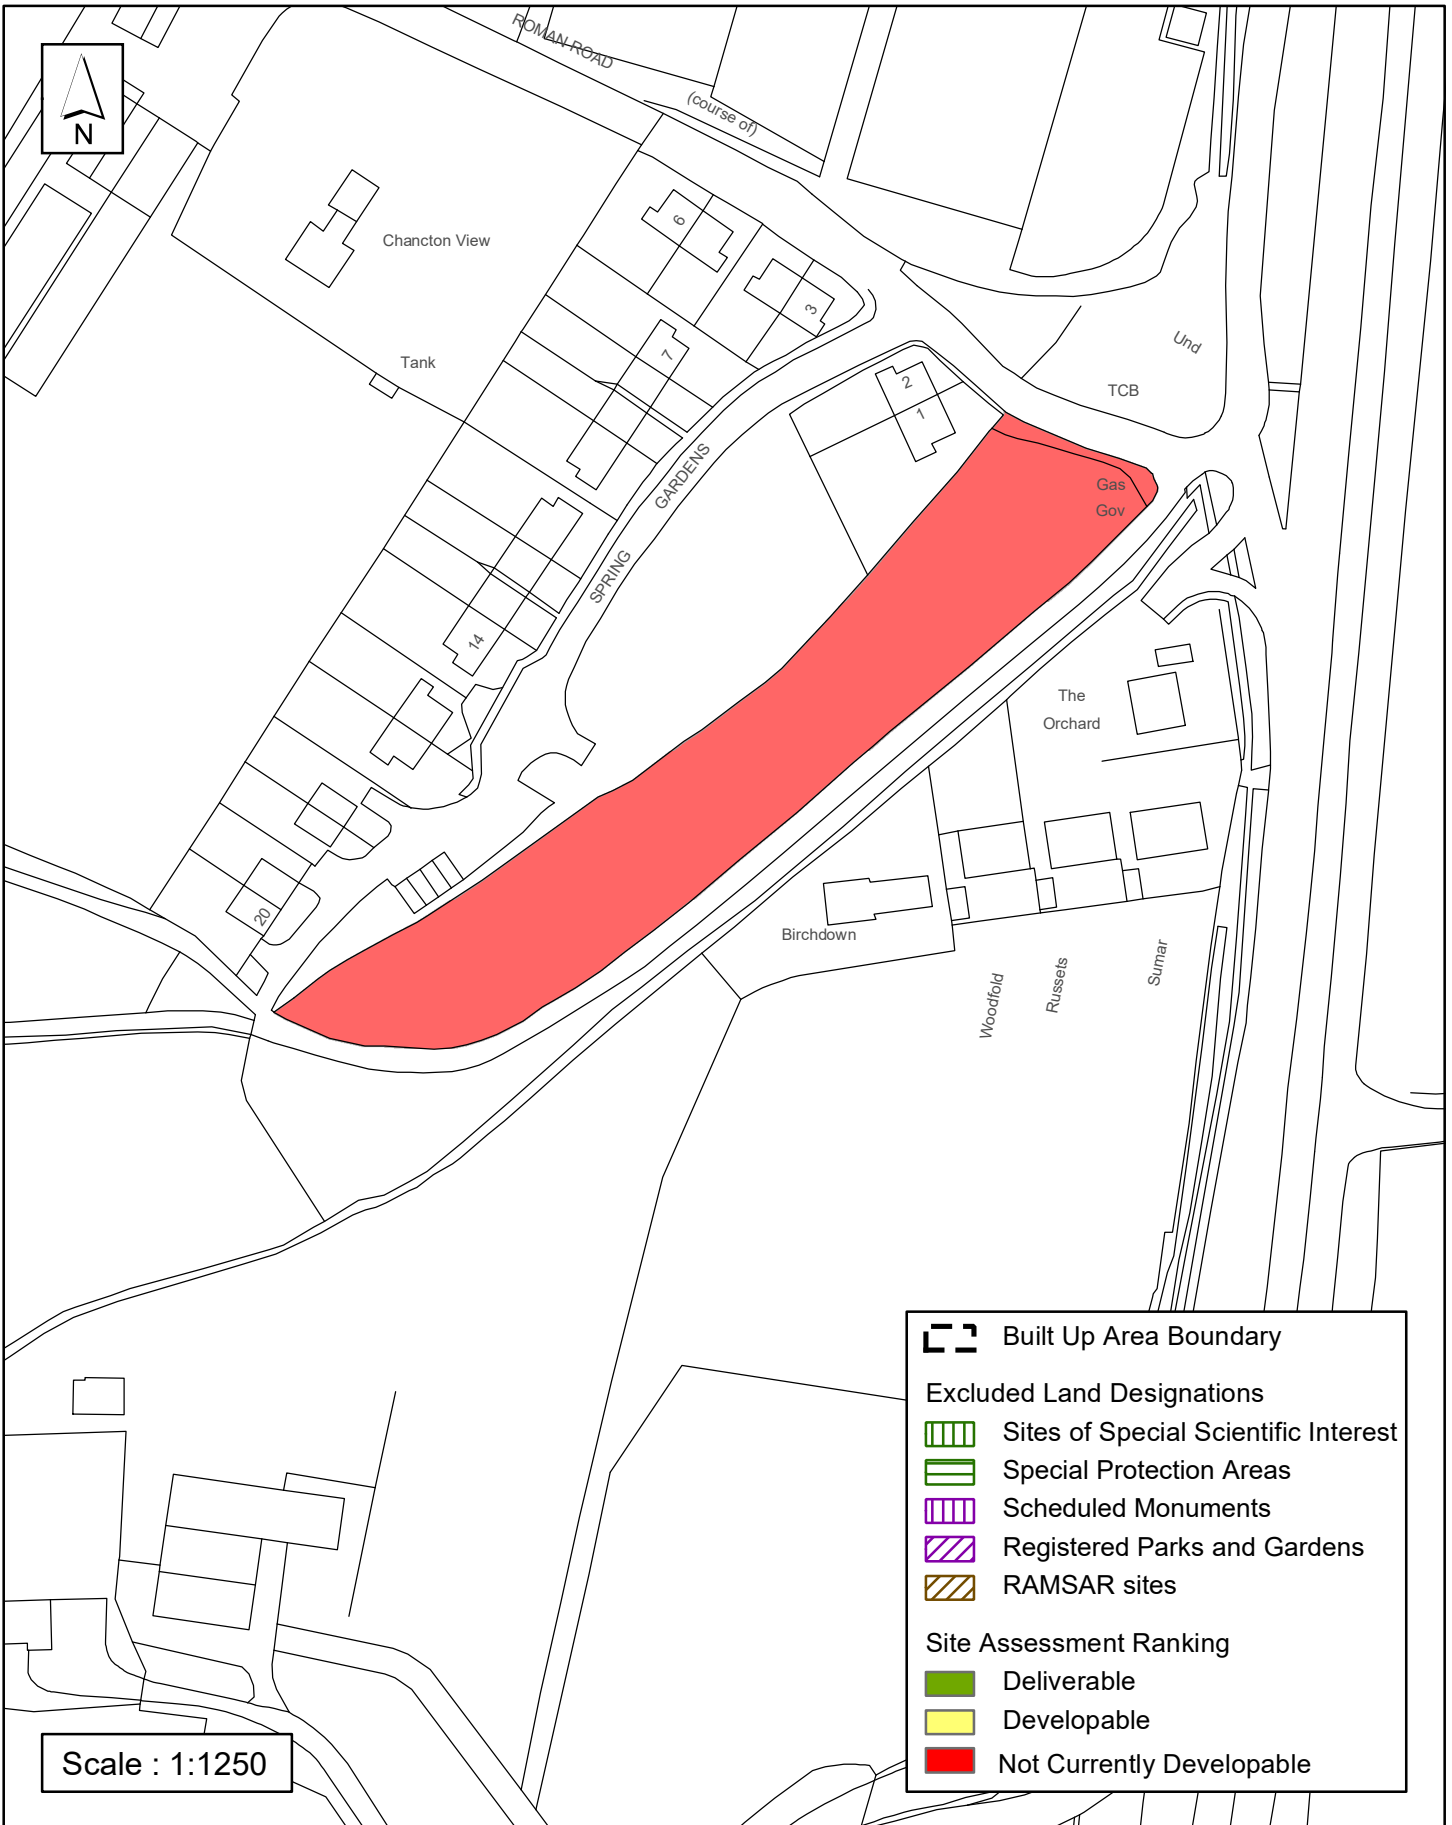 ROMAN ROAD
(course of)
N
Chancton View
6
3
Und
7
Tank
2
TCB
1
GARDENS
Gas
Gov
SPRING
14
The
Orchard
20
Birchdown
Sumar
Russets
Woodfold
Built Up Area Boundary
Excluded Land Designations
Sites of Special Scientific Interest
Special Protection Areas
Scheduled Monuments
Registered Parks and Gardens
RAMSAR sites
Site Assessment Ranking
Deliverable
Developable
Not Currently Developable
Scale : 1:1250